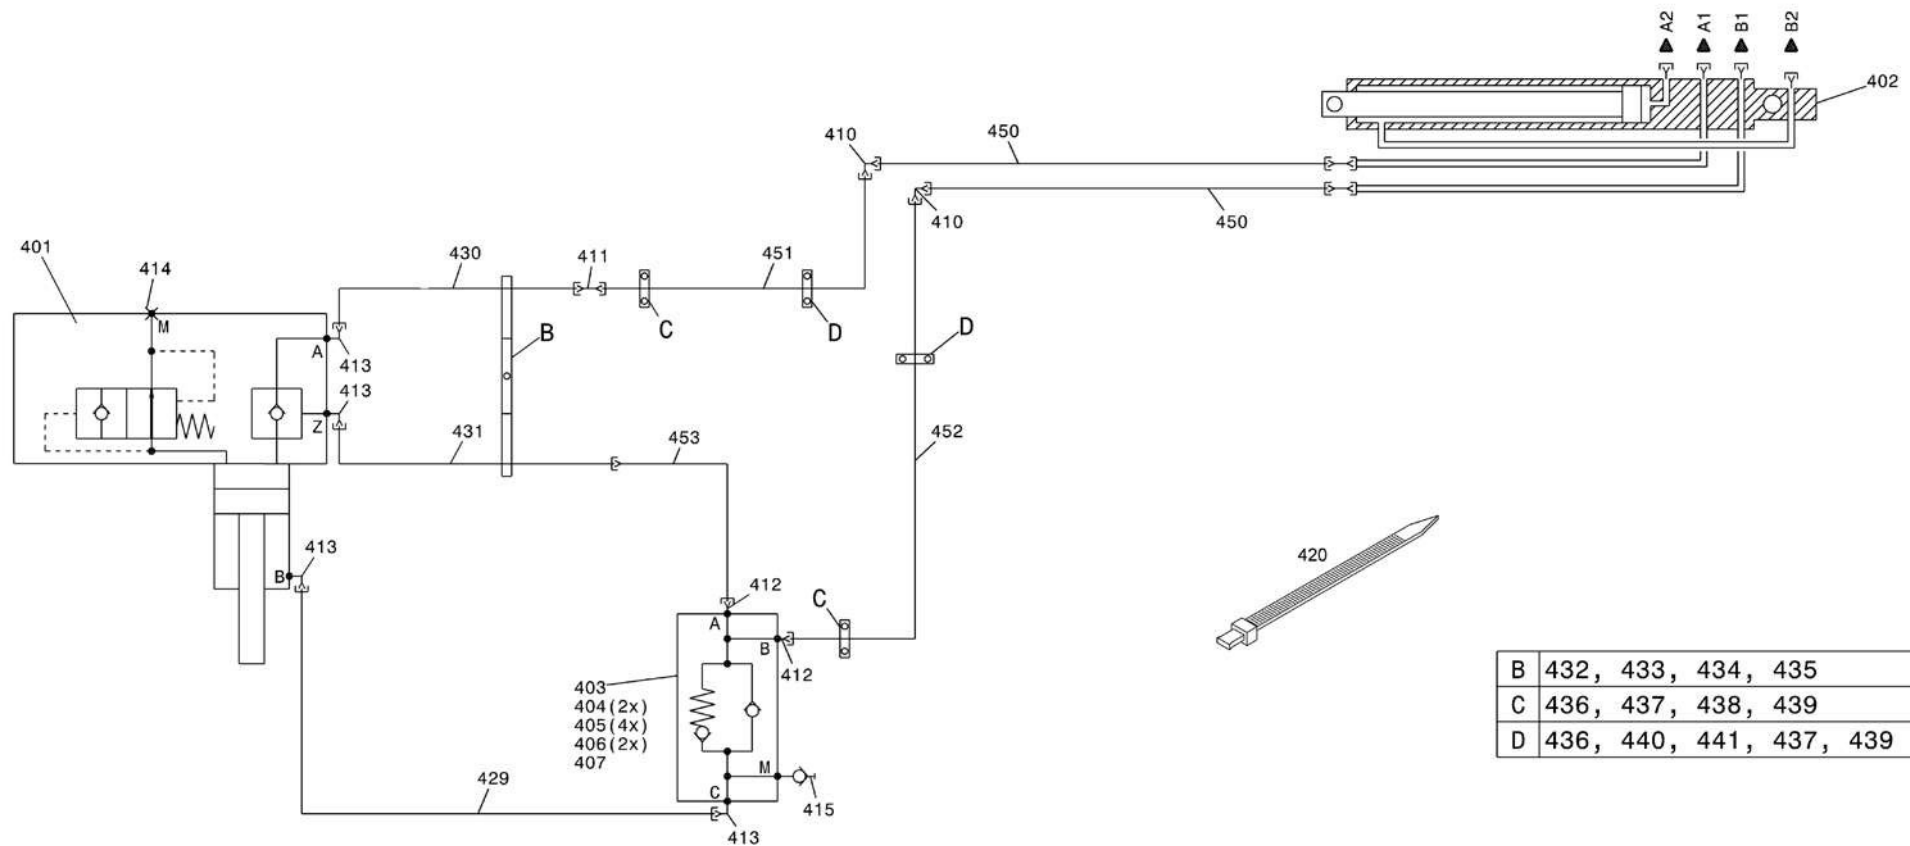 A2
A1
B1
B2
402
410
450
410
450
401
414
430
411
451
M
A
413
B
C
D
D
413
Z
431
453
452
B
413
412
C
A
B
412
403
404(2x)
405(4x)
406(2x)
407
M
C
415
429
413
420
B 432, 433, 434, 435
C 436, 437, 438, 439
D 436, 440, 441, 437, 439